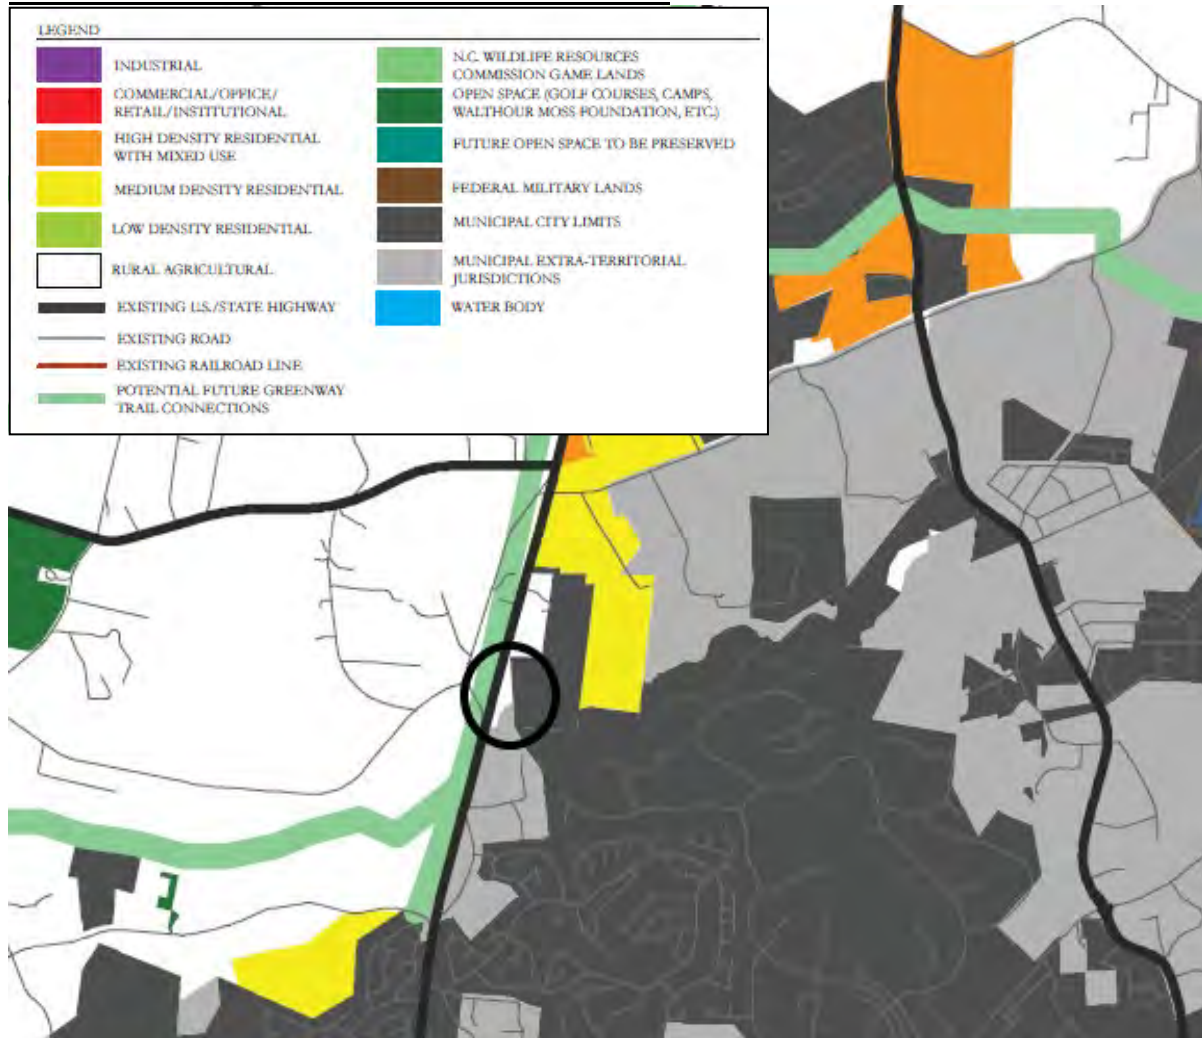 LEGEND
INDUSTRIAL
COMMERCIAL/OFFICE/
RETAIL/INSTITUTIONAL
HIGH DENSITY RESIDENTIAL
WITH MIXED USE
MEDIUM DENSITY RESIDENTIAL
LOW DENSITY RESIDENTIAL
RURAL AGRICULTURAL
EXISTING U.S./STATE HIGHWAY
EXISTING ROAD
EXISTING RAILROAD LINE
POTENTIAL FUTURE GREENWAY
TRAIL CONNECTIONS
N.C. WILDLIFE RESOURCES
COMMISSION GAME LANDS
OPEN SPACE (GOLF COURSES, CAMPS,
WALTHOUR MOSS FOUNDATION, ETC.)
FUTURE OPEN SPACE TO BE PRESERVED
FEDERAL MILITARY LANDS
MUNICIPAL CITY LIMITS
MUNICIPAL EXTRA-TERRITORIAL
JURISDICTIONS
WATER BODY